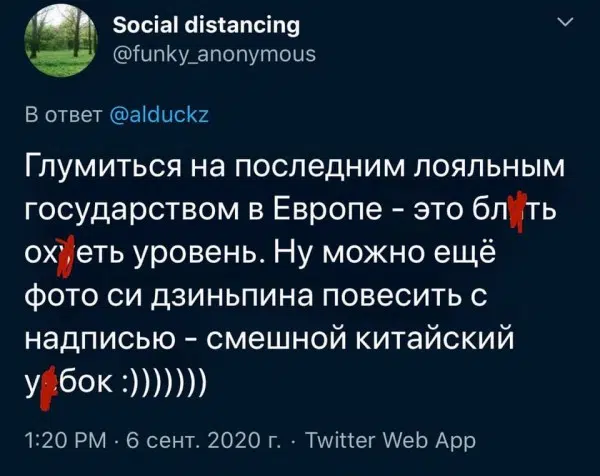 Social distancing
@funky_anonymous
В ответ @alduckz
Глумиться на последним лояльным
государством в Европе - это бл ть
ох еть уровень. Ну можно ещё
фото си дзиньпина повесить с
надписью - смешной китайский
у бок :)))))))
1:20 PM · 6 сент. 2020 г. · Twitter Web App